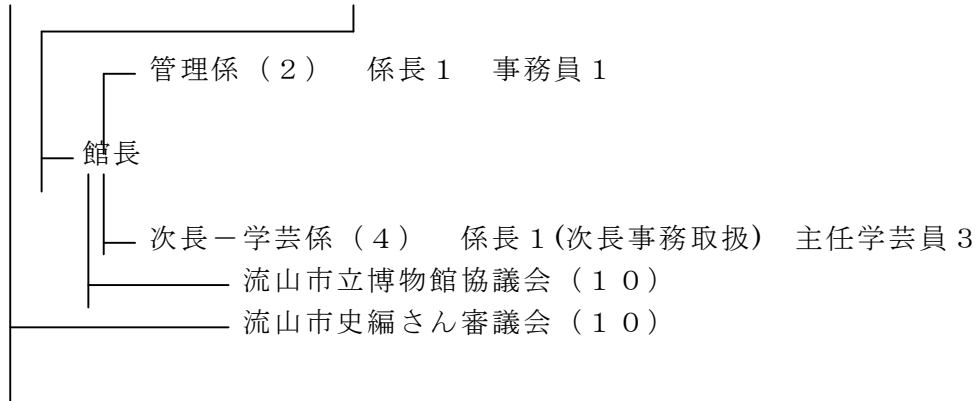 管理係（２）　係長１　事務員１
館長
次長－学芸係（４）　係長１(次長事務取扱)　主任学芸員３
流山市立博物館協議会（１０）
流山市史編さん審議会（１０）